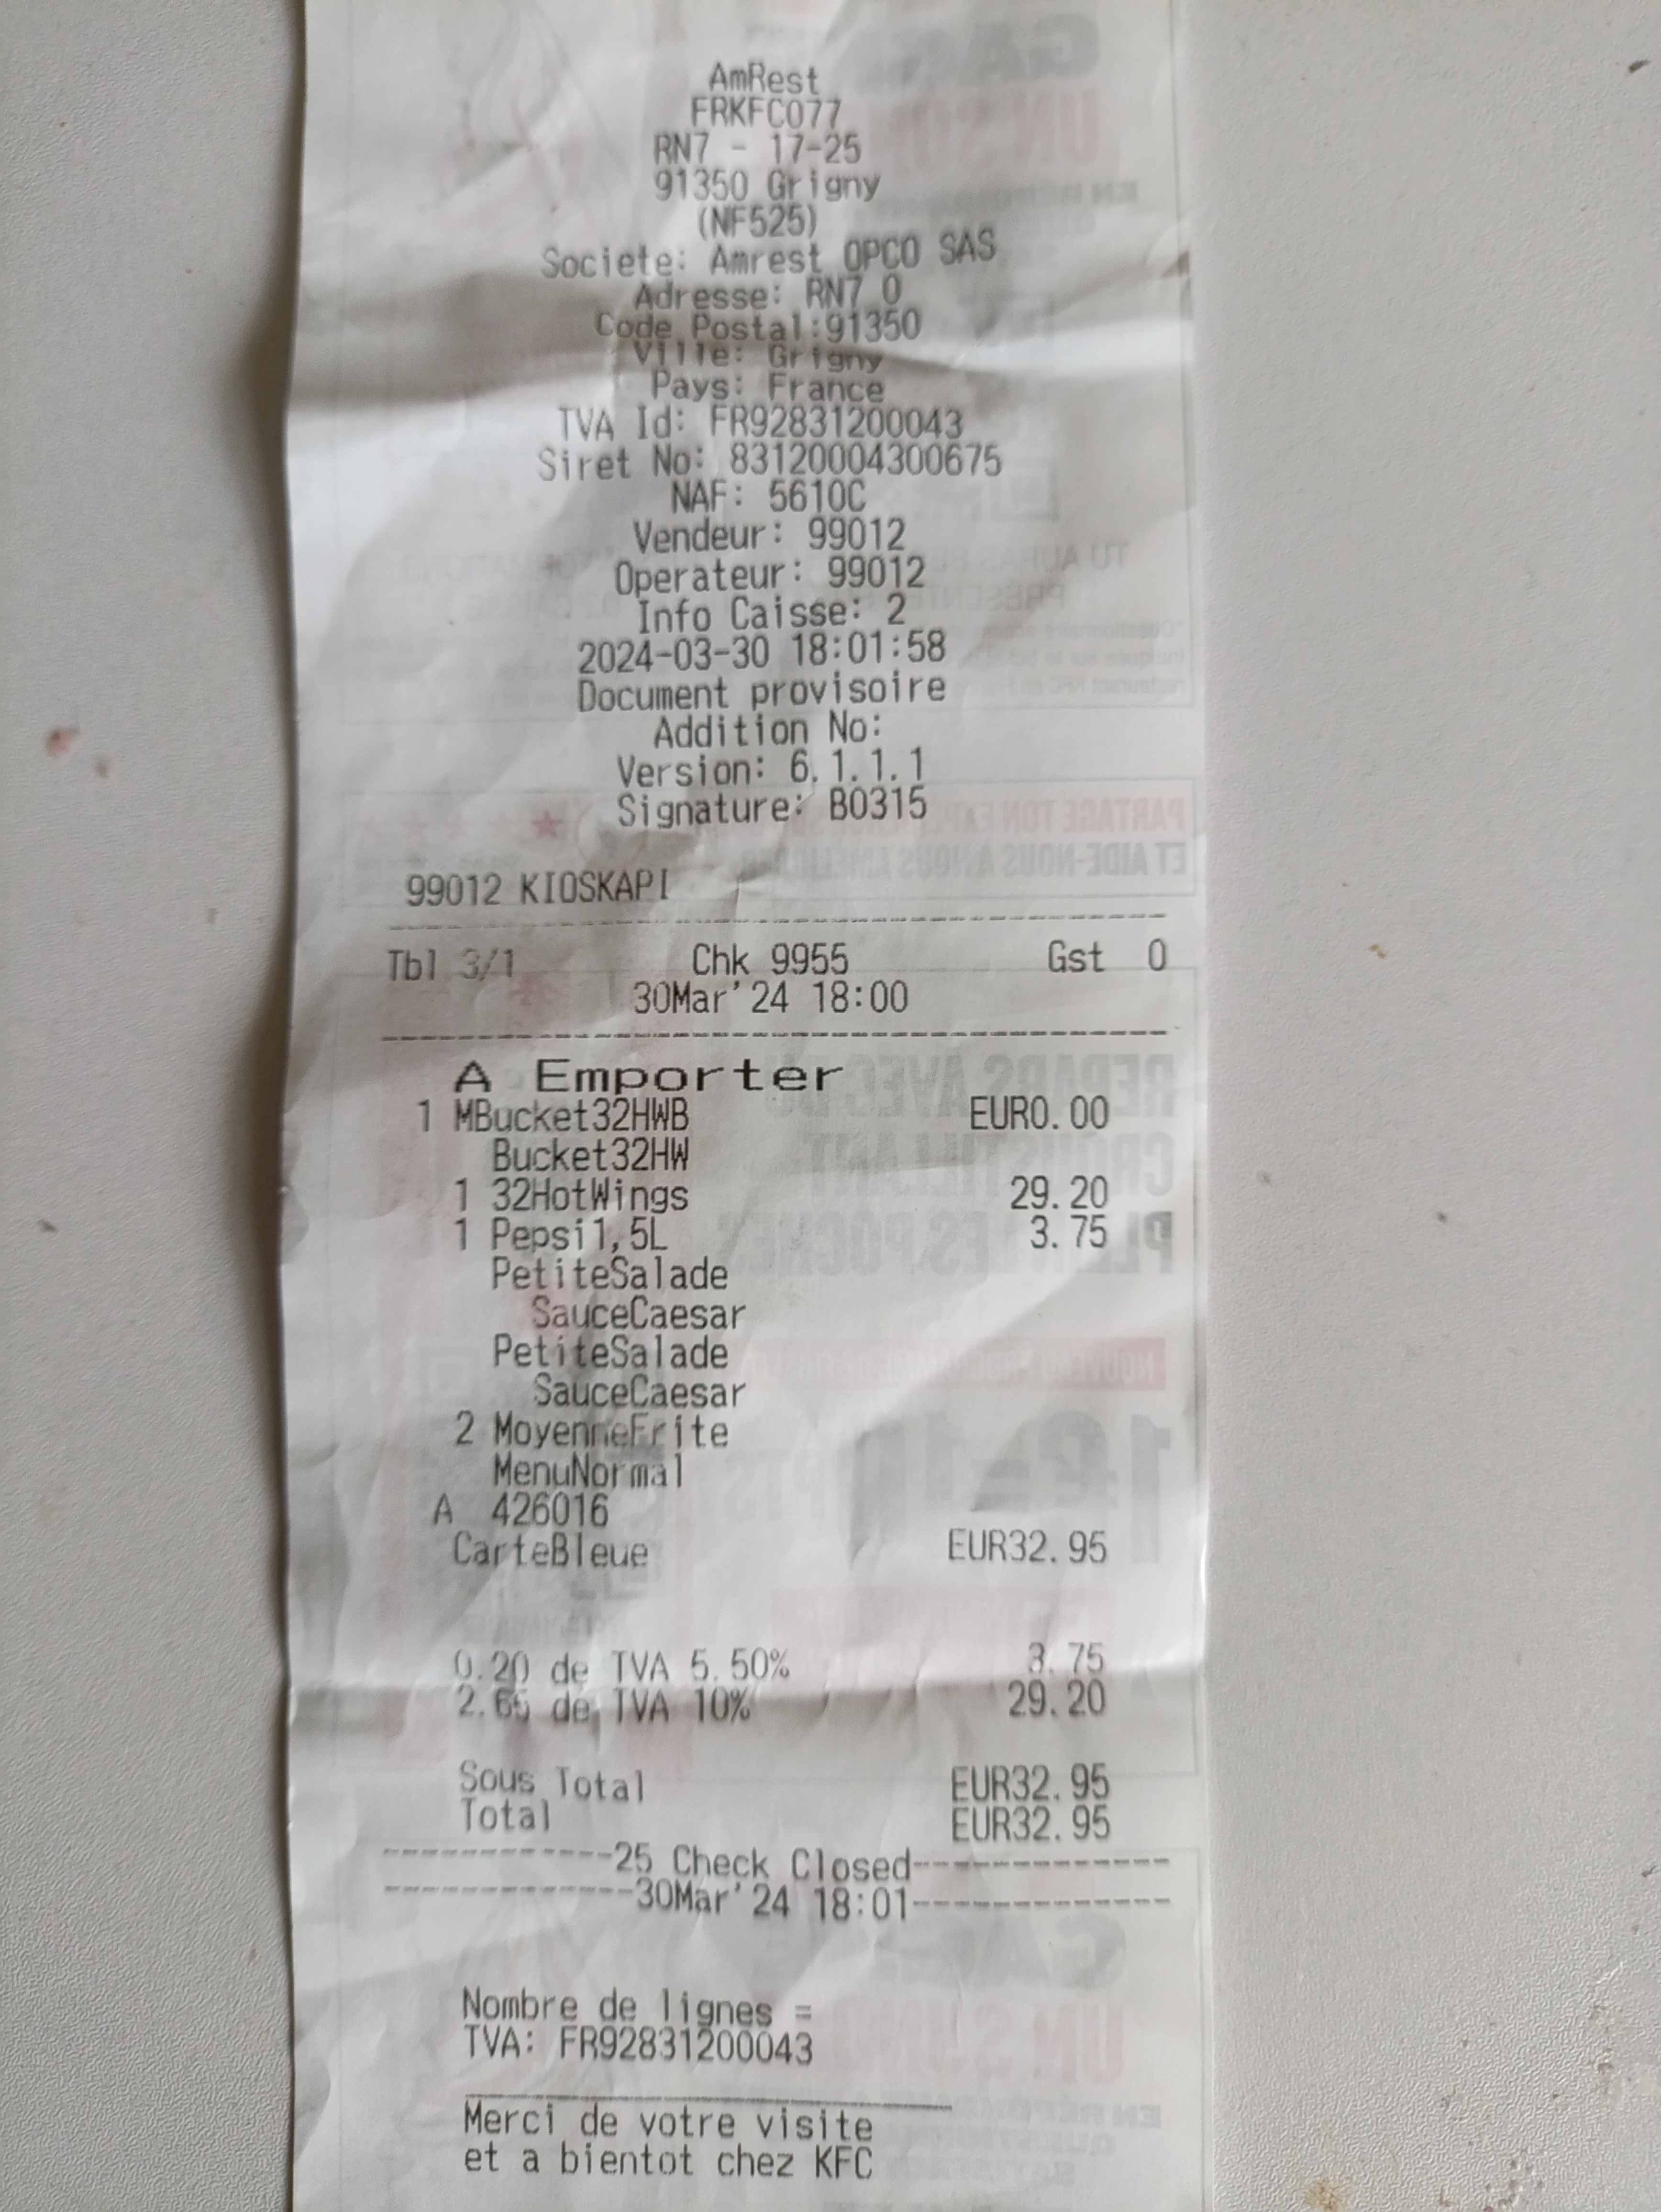 AmRest
FRKFC077
RN7 - 17-25
91350 Grigny
(NF525)
Societe: Amrest OPCO SAS
Adresse: RN7 0
Code Postal:91350
Ville: Grigny
Pays: France
TVA Id: FR92831200043
Siret No: 83120004300675
NAF: 5610C
Vendeur: 99012
Operateur: 99012
Info Caisse: 2
2024-03-30 18:01:58
Document provisoire
Addition No:
Version: 6.1.1.1
Signature: B0315
99012 KIOSKAPI
Tbl 3/1 Chk 9955 Gst 0
30Mar'24 18:00
A Emporter
1 MBucket32HWB EUR0.00
Bucket32HW
1 32HotWings 29.20
1 Pepsi1,5L 3.75
PetiteSalade
SauceCaesar
PetiteSalade
SauceCaesar
2 MoyenneFrite
MenuNormal
A 426016
CarteBleue EUR32.95
0.20 de TVA 5.50% 3.75
2.65 de TVA 10% 29.20
Sous Total EUR32.95
Total EUR32.95
------------25 Check Closed-------------
-------------30Mar'24 18:01-------------
Nombre de lignes =
TVA: FR92831200043
Merci de votre visite
et a bientot chez KFC